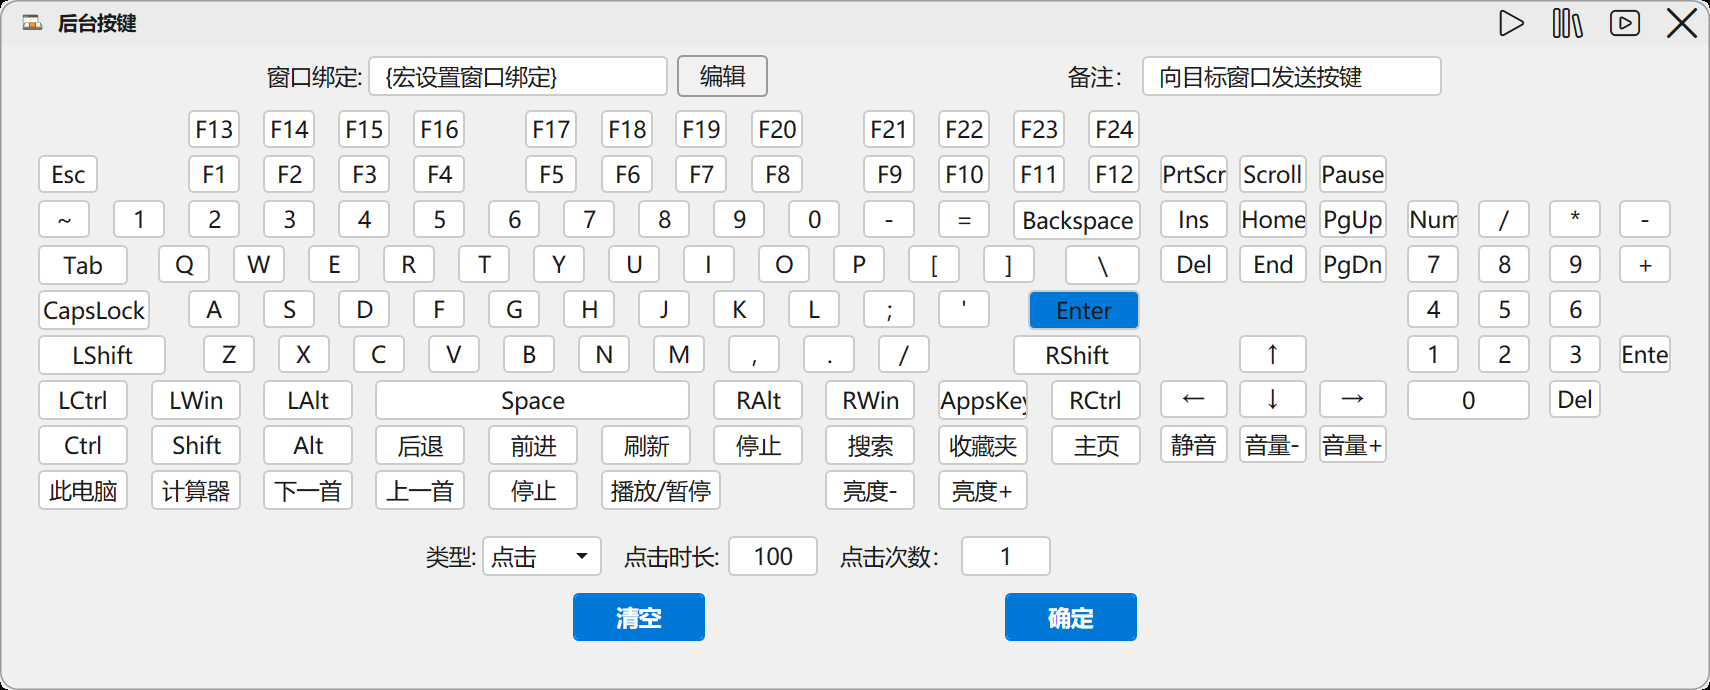 后台按键
窗口绑定: {宏设置窗口绑定} 编辑 备注： 向目标窗口发送按键
F13 F14 F15 F16 F17 F18 F19 F20 F21 F22 F23 F24
Esc F1 F2 F3 F4 F5 F6 F7 F8 F9 F10 F11 F12 PrtScr Scroll Pause
~ 1 2 3 4 5 6 7 8 9 0 - = Backspace Ins Home PgUp Num / * -
Tab Q W E R T Y U I O P [ ] \ Del End PgDn 7 8 9 +
CapsLock A S D F G H J K L ; ' Enter 4 5 6
LShift Z X C V B N M , . / RShift ↑ 1 2 3 Ente
LCtrl LWin LAlt Space RAlt RWin AppsKey RCtrl ← ↓ → 0 Del
Ctrl Shift Alt 后退 前进 刷新 停止 搜索 收藏夹 主页 静音 音量- 音量+
此电脑 计算器 下一首 上一首 停止 播放/暂停 亮度- 亮度+
类型: 点击 点击时长: 100 点击次数： 1
清空 确定